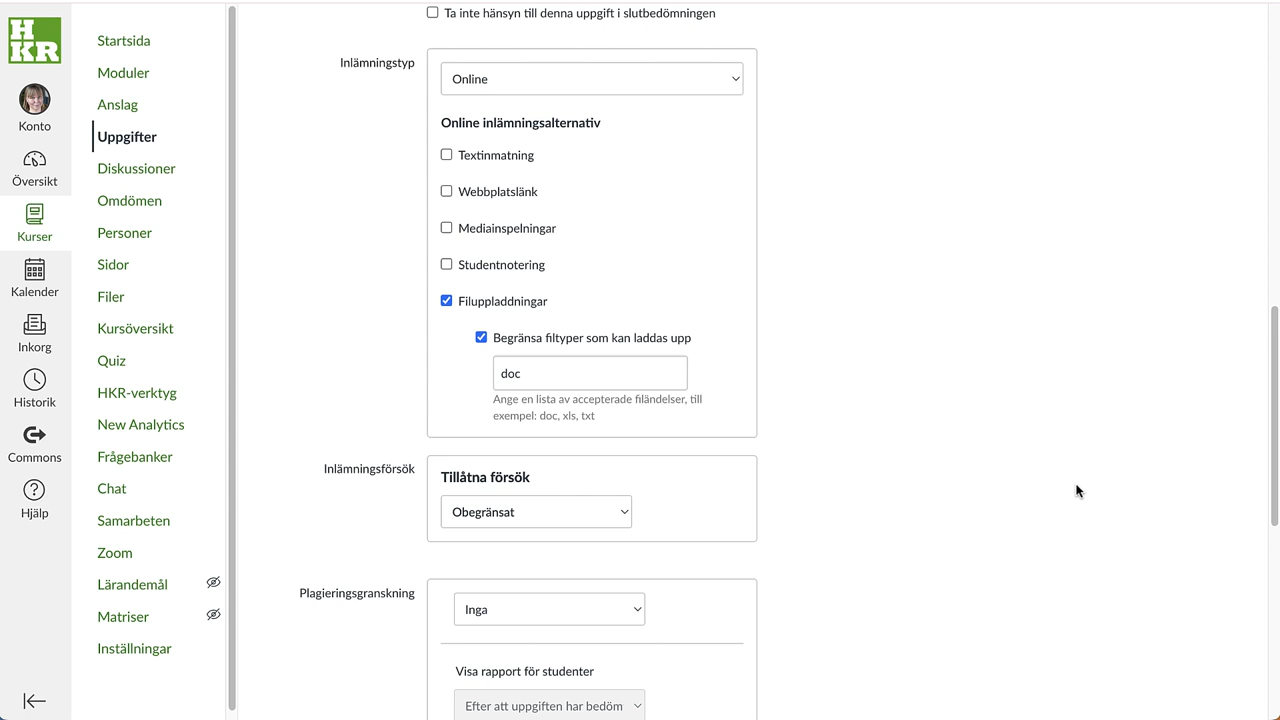 HKR
Konto
Översikt
Kurser
Kalender
Inkorg
Historik
Commons
Hjälp
Startsida
Moduler
Anslag
Uppgifter
Diskussioner
Omdömen
Personer
Sidor
Filer
Kursöversikt
Quiz
HKR-verktyg
New Analytics
Frågebanker
Chat
Samarbeten
Zoom
Lärandemål
Matriser
Inställningar
Ta inte hänsyn till denna uppgift i slutbedömningen
Inlämningstyp
Online
Online inlämningsalternativ
Textinmatning
Webbplatslänk
Mediainspelningar
Studentnotering
Filuppladdningar
Begränsa filtyper som kan laddas upp
doc
Ange en lista av accepterade filändelser, till
exempel: doc, xls, txt
Inlämningsförsök
Tillåtna försök
Obegränsat
Plagieringsgranskning
Inga
Visa rapport för studenter
Efter att uppgiften har bedöm